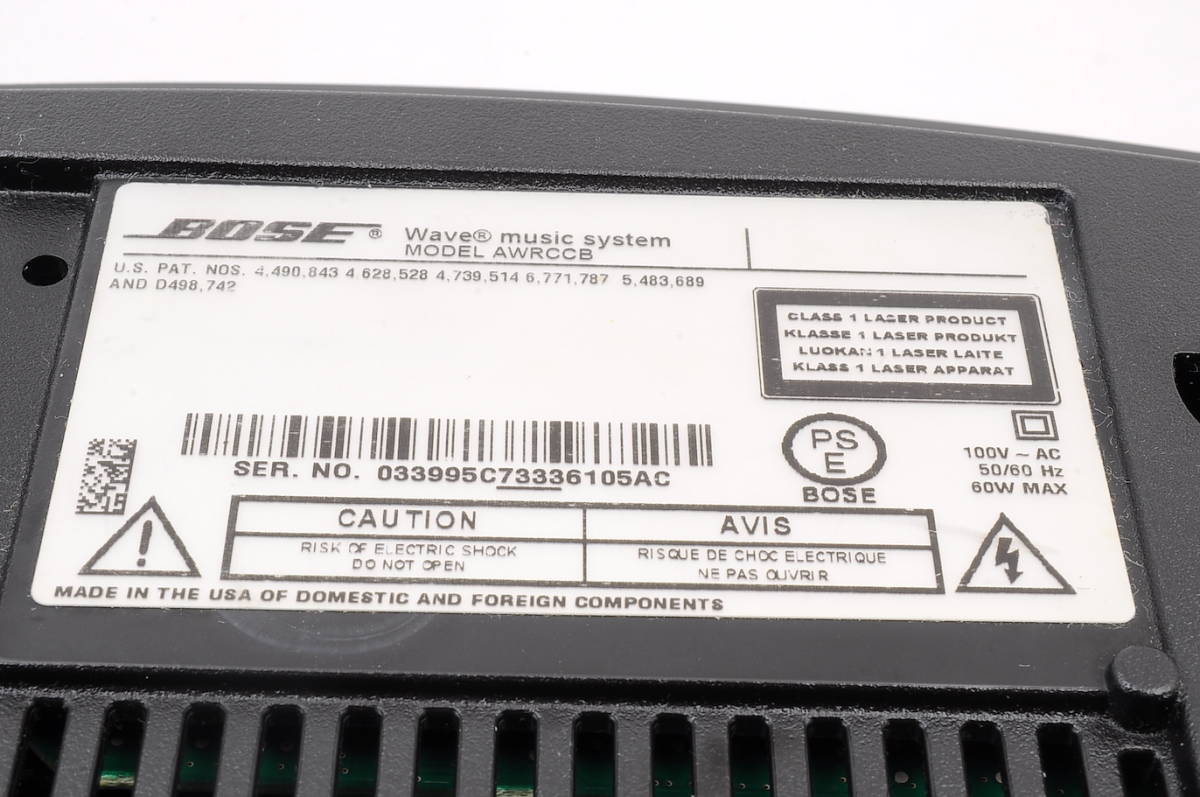 BOSE® Wave® music system
MODEL AWRCCB
U.S. PAT. NOS. 4,490,843 4,628,528 4,739,514 6,771,787 5,483,689
AND D498,742
CLASS 1 LASER PRODUCT
KLASSE 1 LASER PRODUKT
LUOKAN 1 LASER LAITE
KLASS 1 LASER APPARAT
SER. NO. 033995C73336105AC
PS
E
BOSE
100V ~ AC
50/60 Hz
60W MAX
CAUTION
RISK OF ELECTRIC SHOCK
DO NOT OPEN
AVIS
RISQUE DE CHOC ELECTRIQUE
NE PAS OUVRIR
MADE IN THE USA OF DOMESTIC AND FOREIGN COMPONENTS